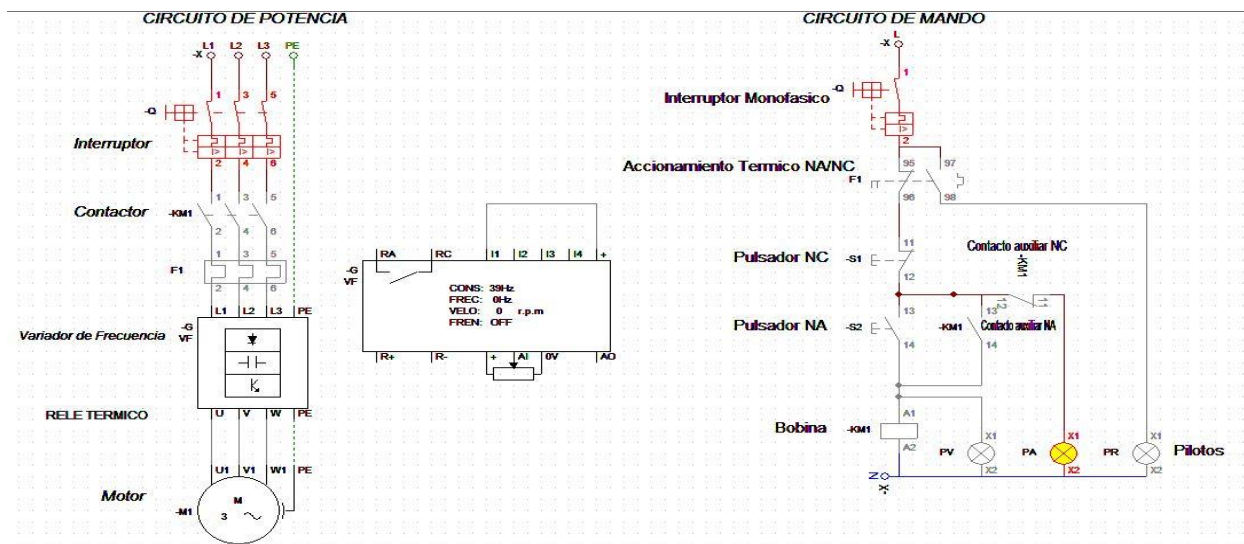 CIRCUITO DE POTENCIA
L1 L2 L3 PE
-X
1 3 5
-Q
Interruptor
2 4 6
1 3 5
Contactor -KM1
2 4 6
1 3 5
F1
2 4 6
L1 L2 L3 PE
-G
VF
Variador de Frecuencia
RELE TERMICO
U V W PE
U1 V1 W1 PE
Motor
-M1
M
3
RA RC I1 I2 I3 I4 +
-G
VF
CONS: 39Hz
FREC: 0Hz
VELO: 0 r.p.m
FREN: OFF
R+ R- + AI 0V AO
CIRCUITO DE MANDO
L
-X
1
Interruptor Monofasico -Q
I>
2
Accionamiento Termico NA/NC
95 97
F1
96 98
11
Pulsador NC -S1
12
Contacto auxiliar NC
-KM1
12 11
13 13
Pulsador NA -S2 -KM1 Contacto auxiliar NA
14 14
A1
Bobina -KM1
A2
X1 X1 X1
PV PA PR Pilotos
X2 X2 X2
N
X-